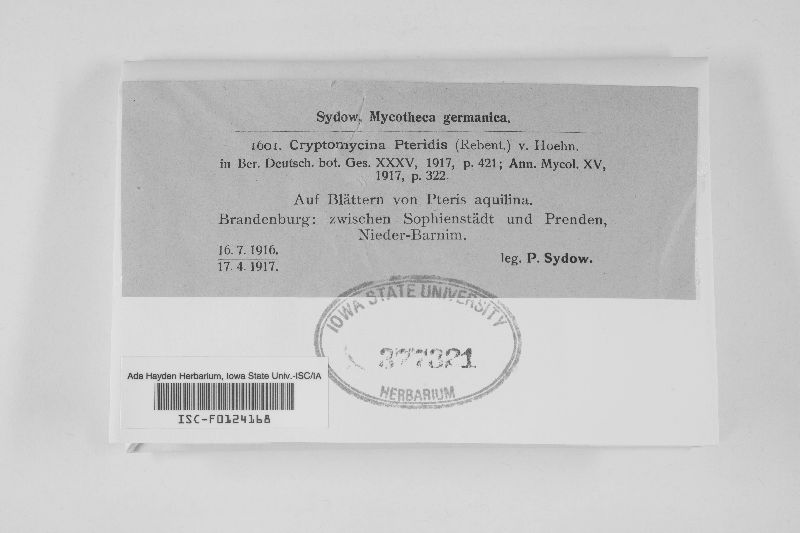 Sydow, Mycotheca germanica.
1601. Cryptomycina Pteridis (Rebent.) v. Hoehn.
in Ber. Deutsch. bot. Ges. XXXV, 1917, p. 421; Ann. Mycol. XV,
1917, p. 322.
Auf Blättern von Pteris aquilina.
Brandenburg: zwischen Sophienstädt und Prenden,
Nieder-Barnim.
16. 7. 1916.
17. 4. 1917.
leg. P. Sydow.
IOWA STATE UNIVERSITY
377321
HERBARIUM
Ada Hayden Herbarium, Iowa State Univ.-ISC/IA
ISC-F0124168